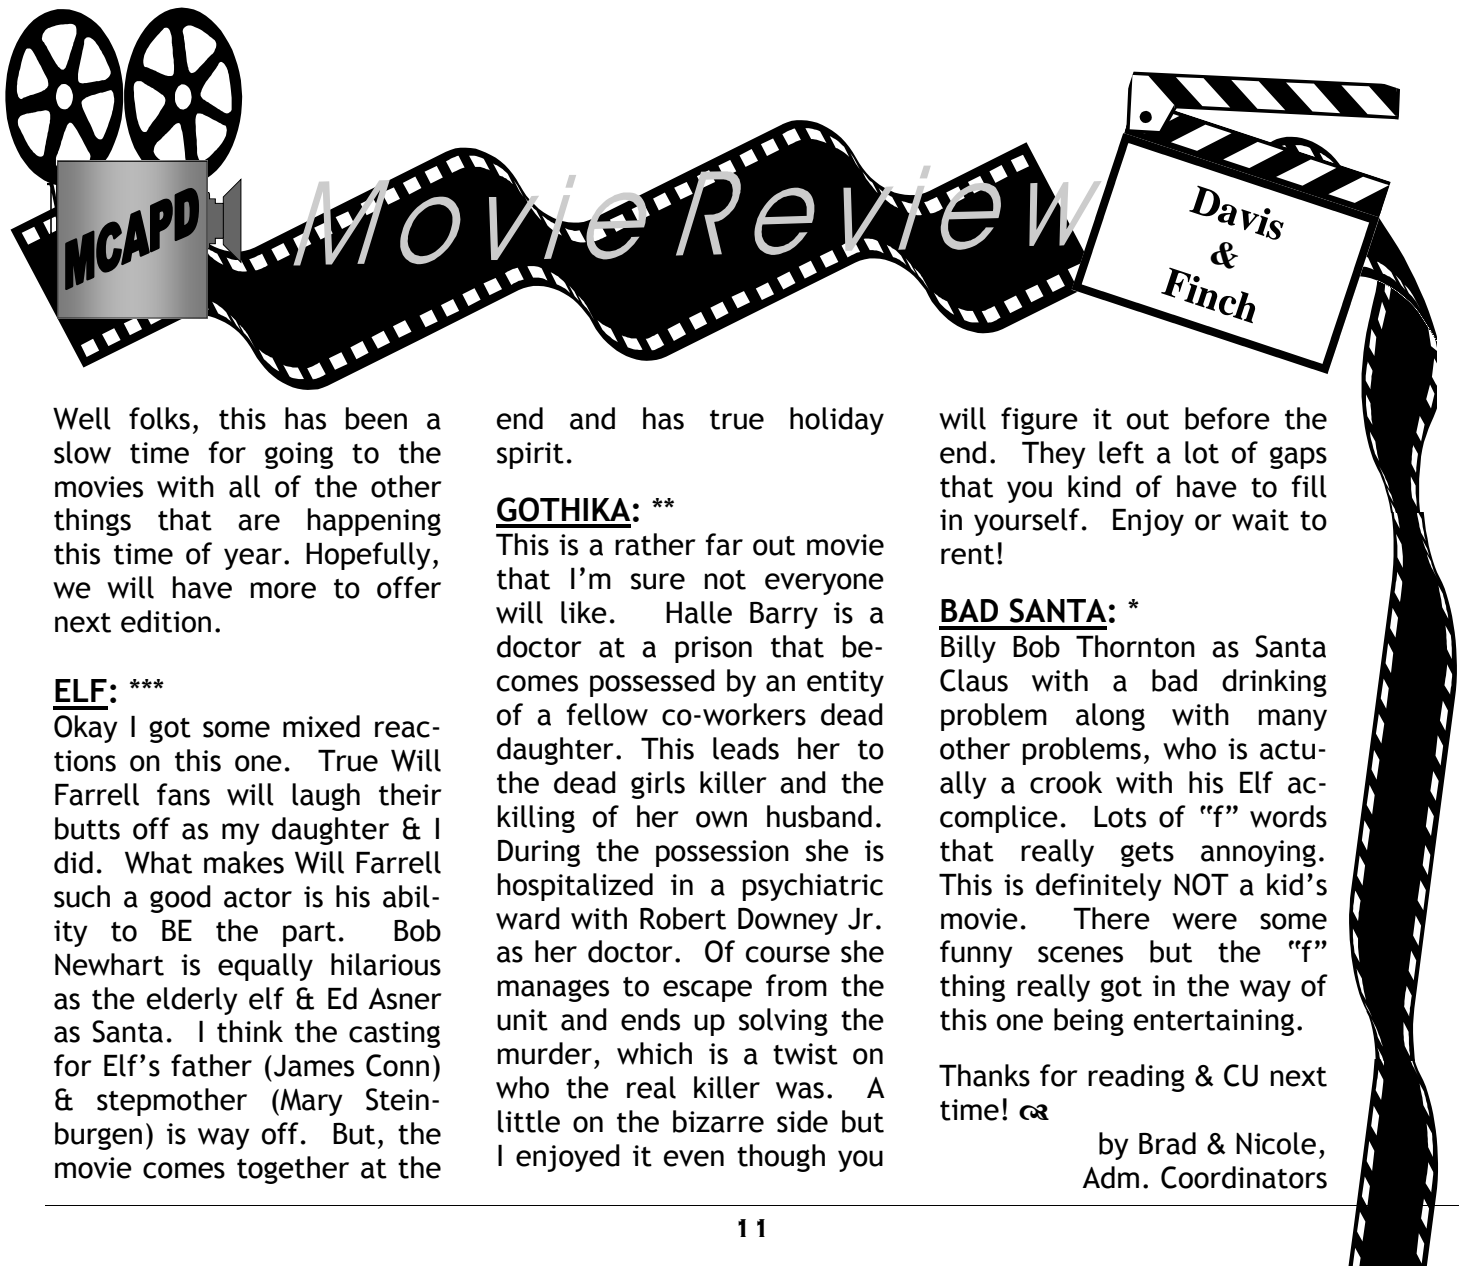 MCAPD
Movie Review
Davis
&
Finch
Well folks, this has been a
slow time for going to the
movies with all of the other
things that are happening
this time of year. Hopefully,
we will have more to offer
next edition.
ELF: ***
Okay I got some mixed reac-
tions on this one. True Will
Farrell fans will laugh their
butts off as my daughter & I
did. What makes Will Farrell
such a good actor is his abil-
ity to BE the part. Bob
Newhart is equally hilarious
as the elderly elf & Ed Asner
as Santa. I think the casting
for Elf’s father (James Conn)
& stepmother (Mary Stein-
burgen) is way off. But, the
movie comes together at the
end and has true holiday
spirit.
GOTHIKA: **
This is a rather far out movie
that I’m sure not everyone
will like. Halle Barry is a
doctor at a prison that be-
comes possessed by an entity
of a fellow co-workers dead
daughter. This leads her to
the dead girls killer and the
killing of her own husband.
During the possession she is
hospitalized in a psychiatric
ward with Robert Downey Jr.
as her doctor. Of course she
manages to escape from the
unit and ends up solving the
murder, which is a twist on
who the real killer was. A
little on the bizarre side but
I enjoyed it even though you
will figure it out before the
end. They left a lot of gaps
that you kind of have to fill
in yourself. Enjoy or wait to
rent!
BAD SANTA: *
Billy Bob Thornton as Santa
Claus with a bad drinking
problem along with many
other problems, who is actu-
ally a crook with his Elf ac-
complice. Lots of “f” words
that really gets annoying.
This is definitely NOT a kid’s
movie. There were some
funny scenes but the “f”
thing really got in the way of
this one being entertaining.
Thanks for reading & CU next
time!
by Brad & Nicole,
Adm. Coordinators
11